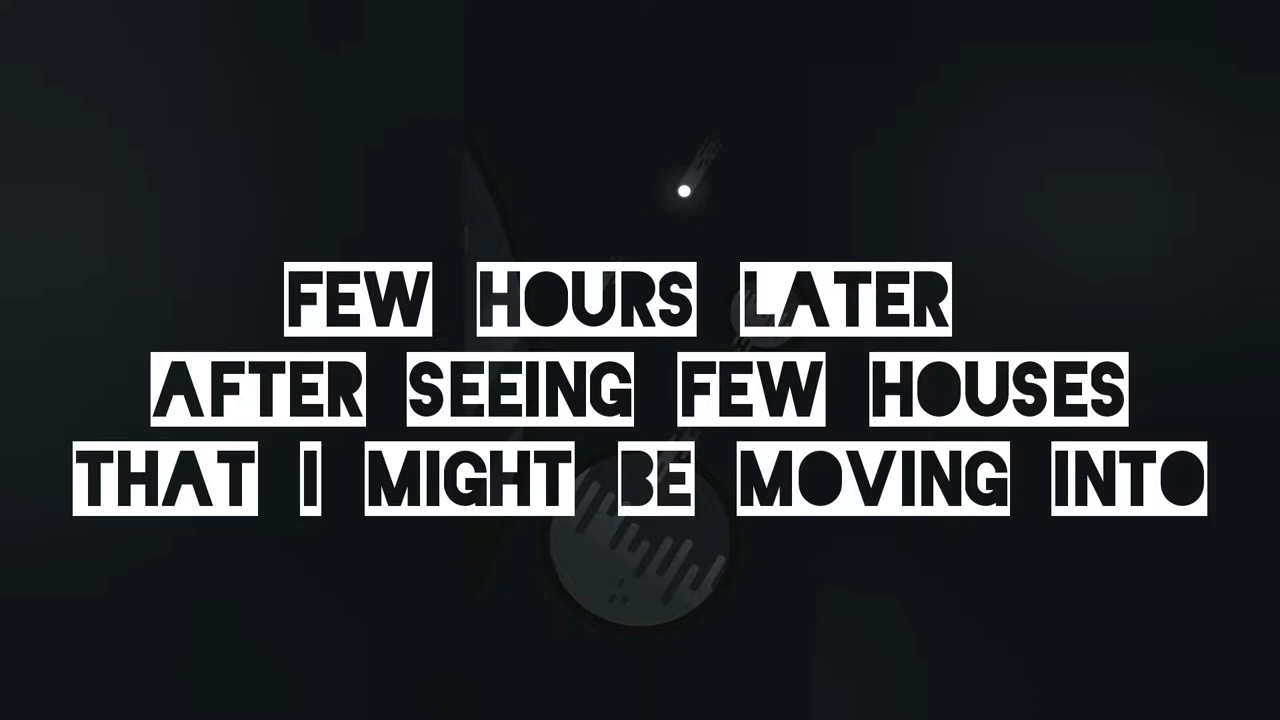 FEW HOURS LATER
AFTER SEEING FEW HOUSES
THAT I MIGHT BE MOVING INTO